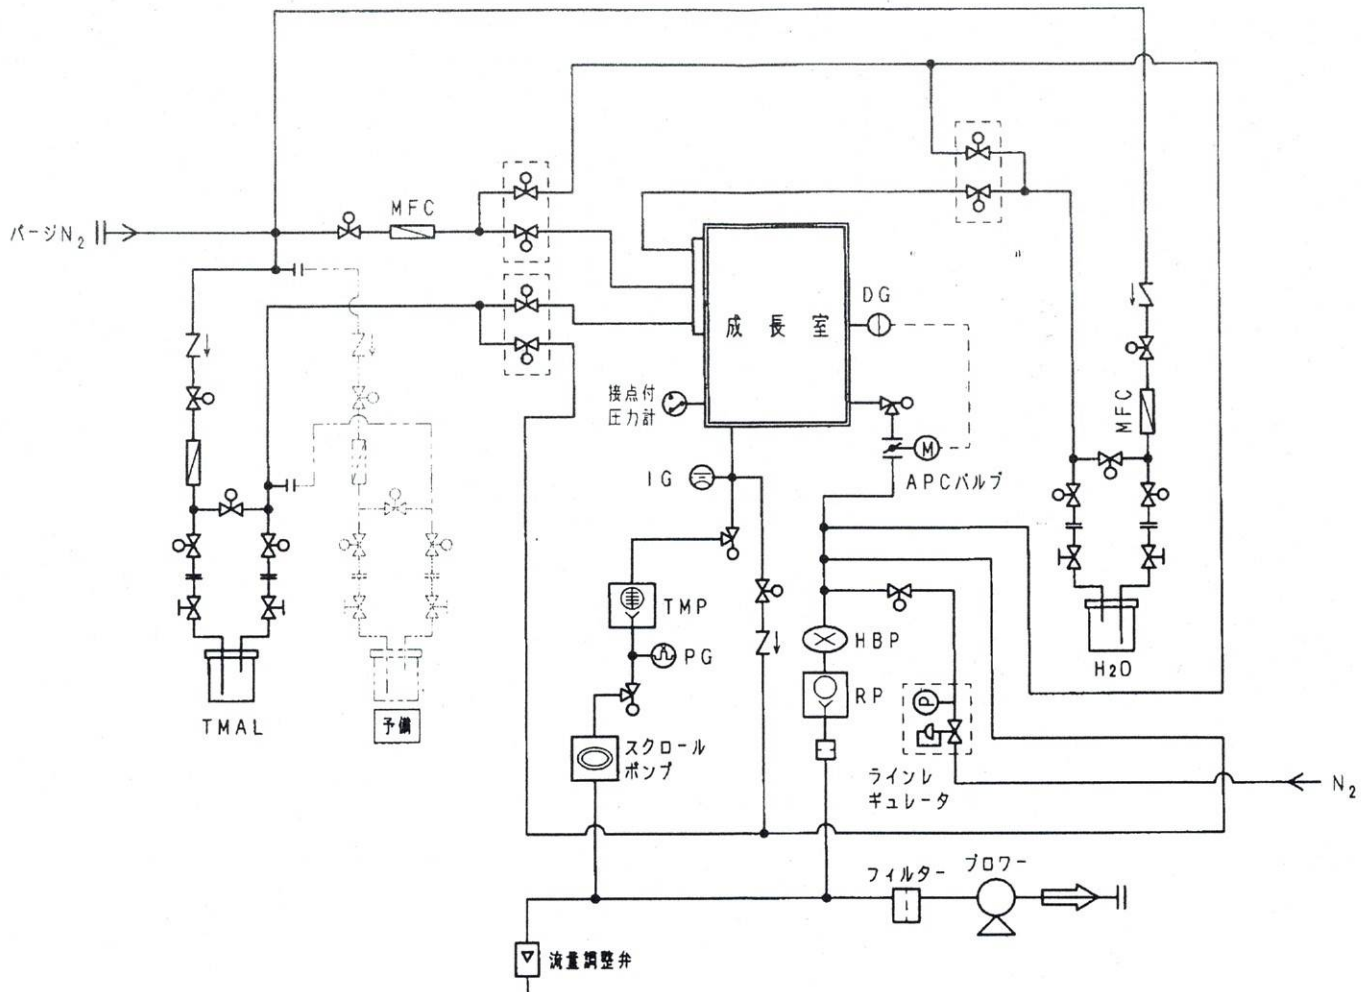 MFC
パージN₂
成長室
DG
接点付
圧力計
MFC
IG
M
APCバルブ
TMP
HBP
PG
RP
H₂O
P
TMAL
予備
スクロール
ポンプ
ラインレ
ギュレータ
N₂
フィルター
ブロワー
流量調整弁